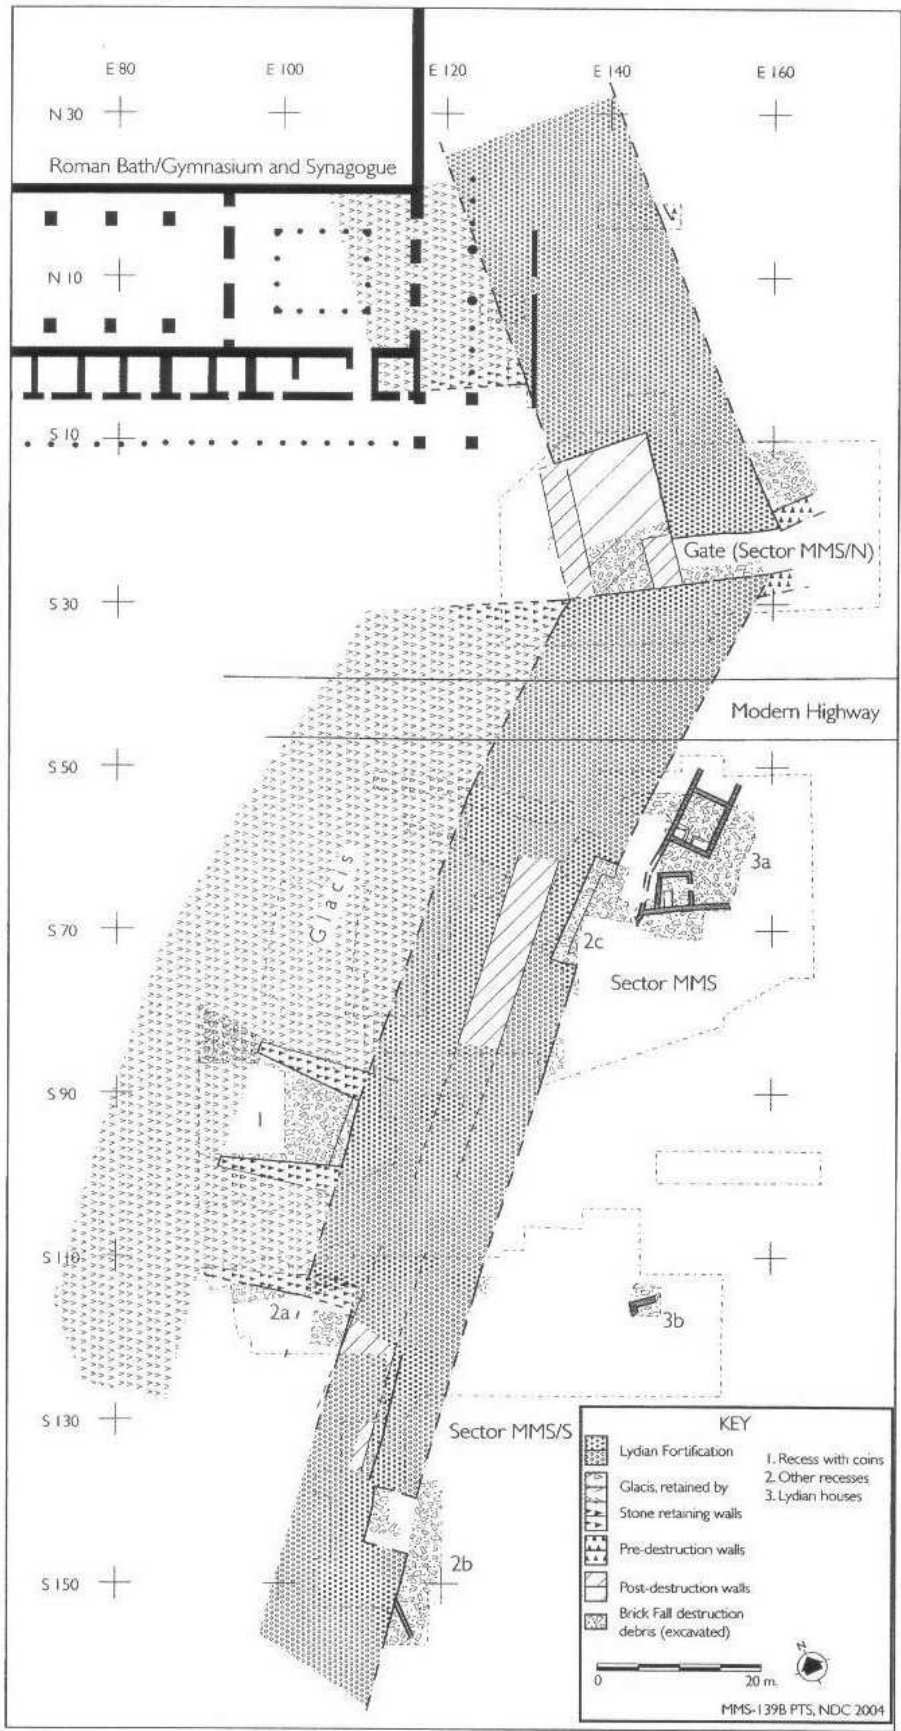 E 80 E 100 E 120 E 140 E 160
N 30
Roman Bath/Gymnasium and Synagogue
N 10
S 10
Gate (Sector MMS/N)
S 30
Modern Highway
S 50
3a
Glacis
S 70
2c
Sector MMS
S 90
1
S 110
2a
3b
S 130
Sector MMS/S
2b
S 150
KEY
Lydian Fortification
Glacis, retained by
Stone retaining walls
Pre-destruction walls
Post-destruction walls
Brick Fall destruction
debris (excavated)
1. Recess with coins
2. Other recesses
3. Lydian houses
N
0 20 m.
MMS-139B PTS, NDC 2004